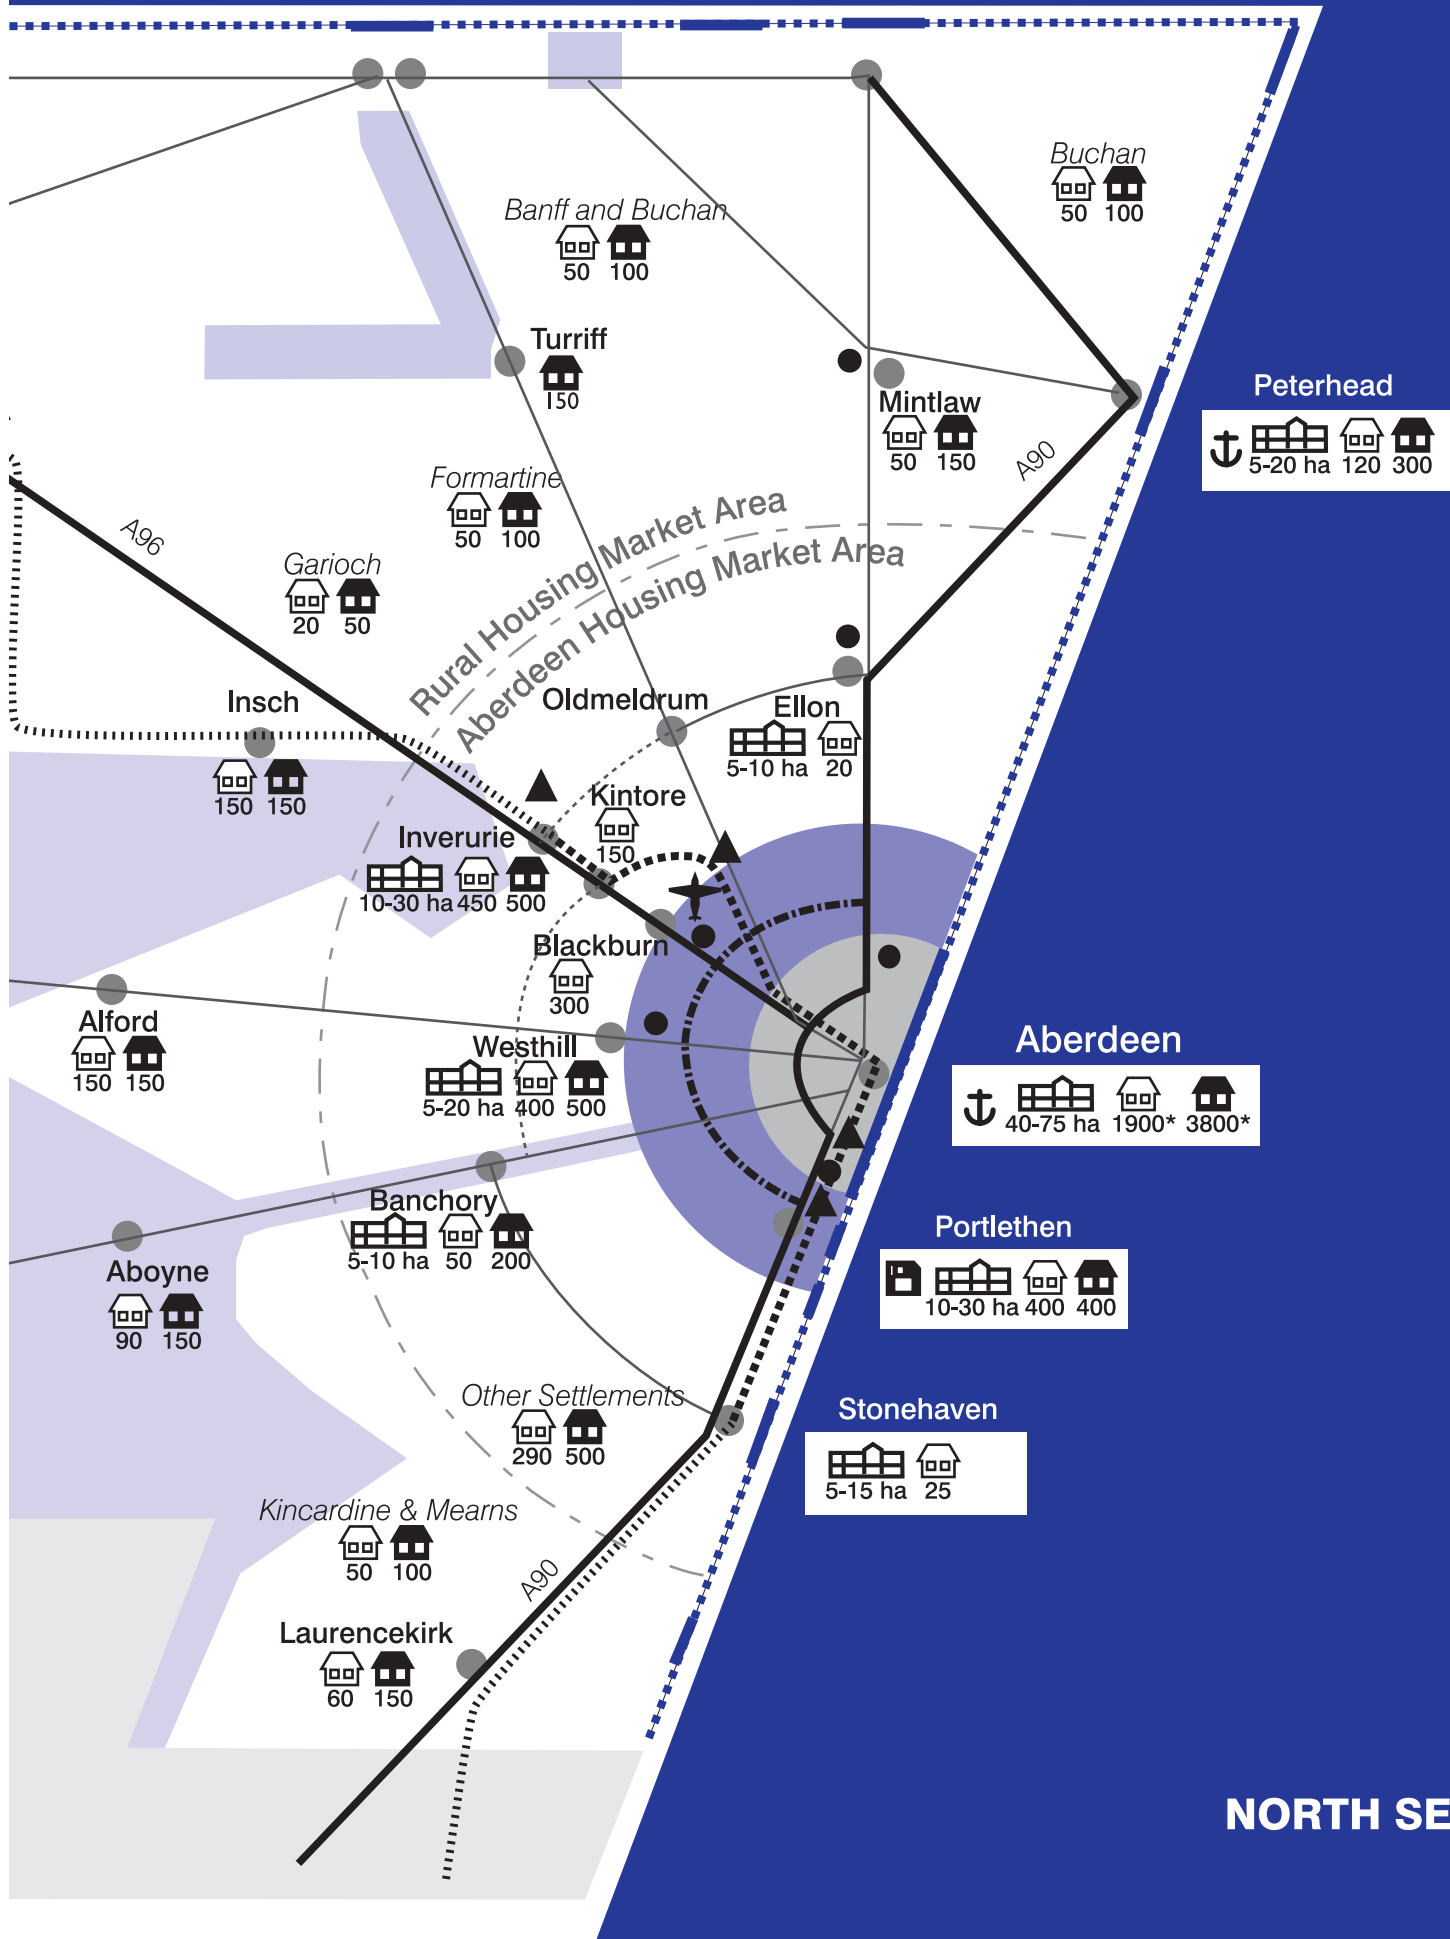 Buchan
50 100
Banff and Buchan
50 100
Turriff
150
Mintlaw
50 150
Peterhead
5-20 ha 120 300
A90
Formartine
50 100
A96
Garioch
20 50
Rural Housing Market Area
Aberdeen Housing Market Area
Insch
150 150
Oldmeldrum
Ellon
5-10 ha 20
Kintore
150
Inverurie
10-30 ha 450 500
Blackburn
300
Alford
150 150
Westhill
5-20 ha 400 500
Aberdeen
40-75 ha 1900* 3800*
Banchory
5-10 ha 50 200
Portlethen
10-30 ha 400 400
Aboyne
90 150
Other Settlements
290 500
Stonehaven
5-15 ha 25
Kincardine & Mearns
50 100
A90
Laurencekirk
60 150
NORTH SE